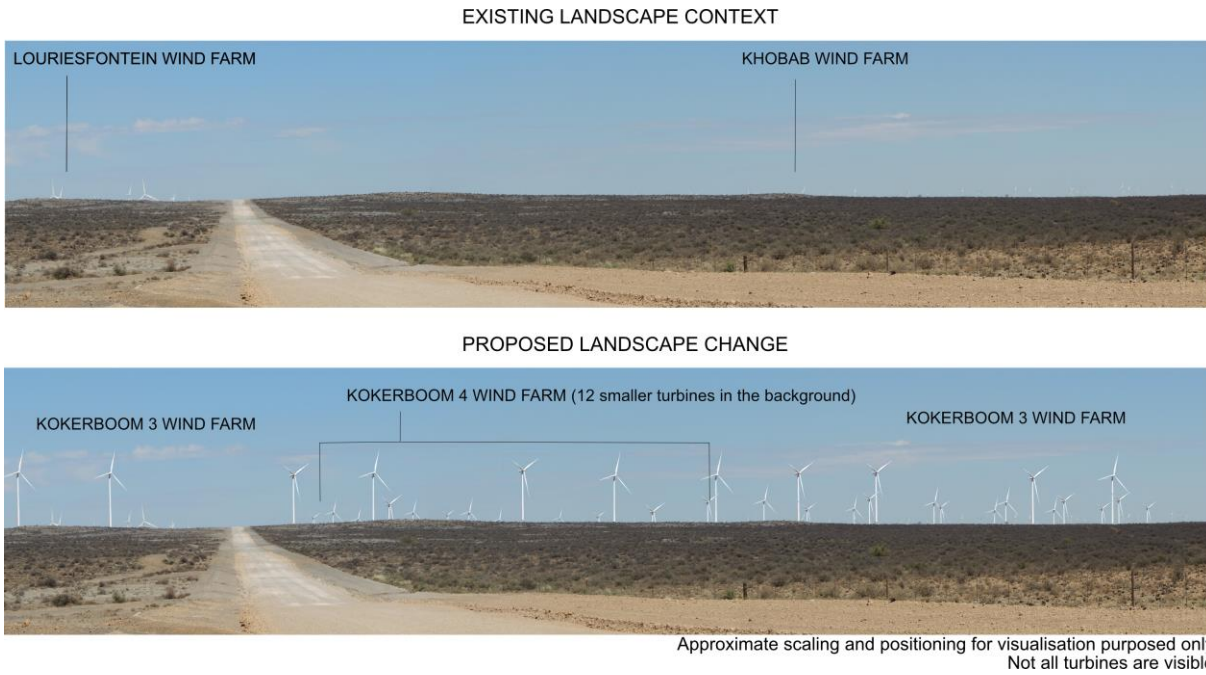 EXISTING LANDSCAPE CONTEXT
LOURIESFONTEIN WIND FARM
KHOBAB WIND FARM
PROPOSED LANDSCAPE CHANGE
KOKERBOOM 4 WIND FARM (12 smaller turbines in the background)
KOKERBOOM 3 WIND FARM
KOKERBOOM 3 WIND FARM
Approximate scaling and positioning for visualisation purposed onl
Not all turbines are visibl